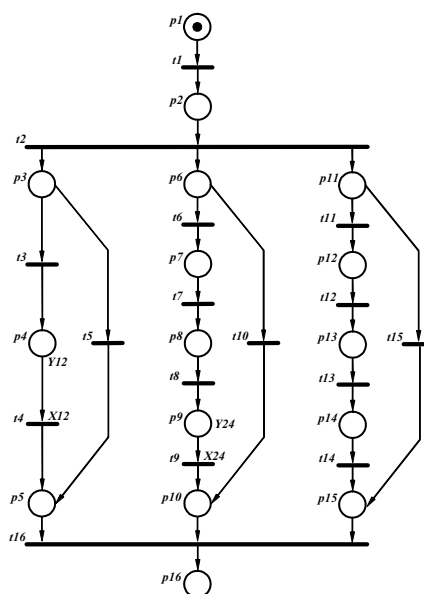 p1
t1
p2
t2
p3 p6 p11
t6 t11
t3 p7 p12
t7 t12
p4 t5 p8 t10 p13 t15
Y12
t8 t13
X12 p9 p14
t4 Y24
t9 X24 t14
p5 p10 p15
t16
p16